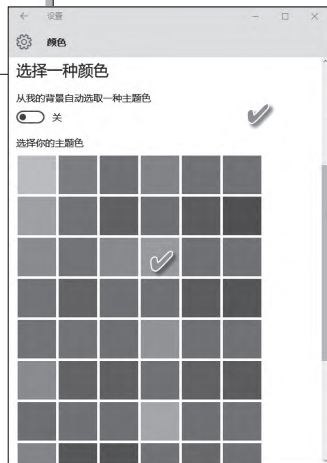 设置
颜色
选择一种颜色
从我的背景自动选取一种主题色
关
选择你的主题色